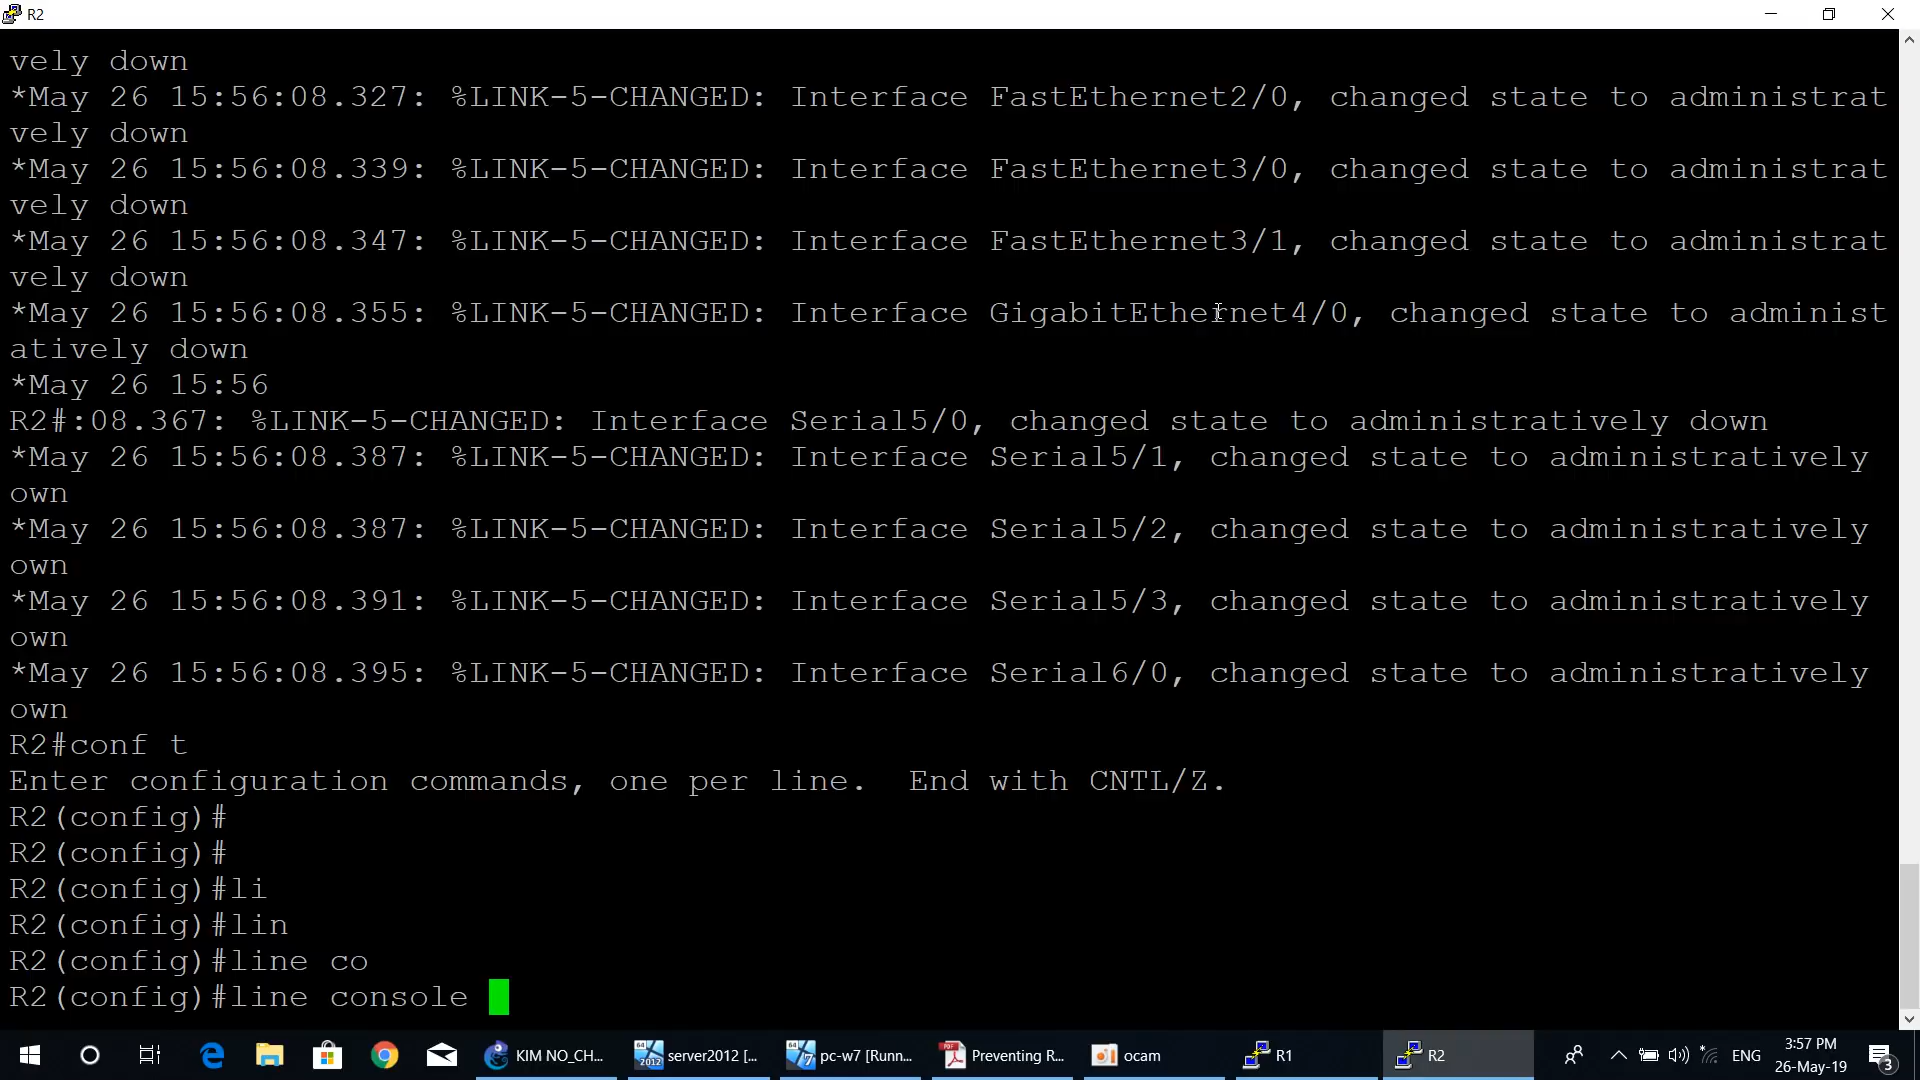 R2
vely down
*May 26 15:56:08.327: %LINK-5-CHANGED: Interface FastEthernet2/0, changed state to administrat
vely down
*May 26 15:56:08.339: %LINK-5-CHANGED: Interface FastEthernet3/0, changed state to administrat
vely down
*May 26 15:56:08.347: %LINK-5-CHANGED: Interface FastEthernet3/1, changed state to administrat
vely down
*May 26 15:56:08.355: %LINK-5-CHANGED: Interface GigabitEthernet4/0, changed state to administ
atively down
*May 26 15:56
R2#:08.367: %LINK-5-CHANGED: Interface Serial5/0, changed state to administratively down
*May 26 15:56:08.387: %LINK-5-CHANGED: Interface Serial5/1, changed state to administratively
own
*May 26 15:56:08.387: %LINK-5-CHANGED: Interface Serial5/2, changed state to administratively
own
*May 26 15:56:08.391: %LINK-5-CHANGED: Interface Serial5/3, changed state to administratively
own
*May 26 15:56:08.395: %LINK-5-CHANGED: Interface Serial6/0, changed state to administratively
own
R2#conf t
Enter configuration commands, one per line.  End with CNTL/Z.
R2(config)#
R2(config)#
R2(config)#li
R2(config)#lin
R2(config)#line co
R2(config)#line console
KIM NO_CH... server2012 [... pc-w7 [Runn... Preventing R... ocam R1 R2 ENG 3:57 PM
26-May-19 3